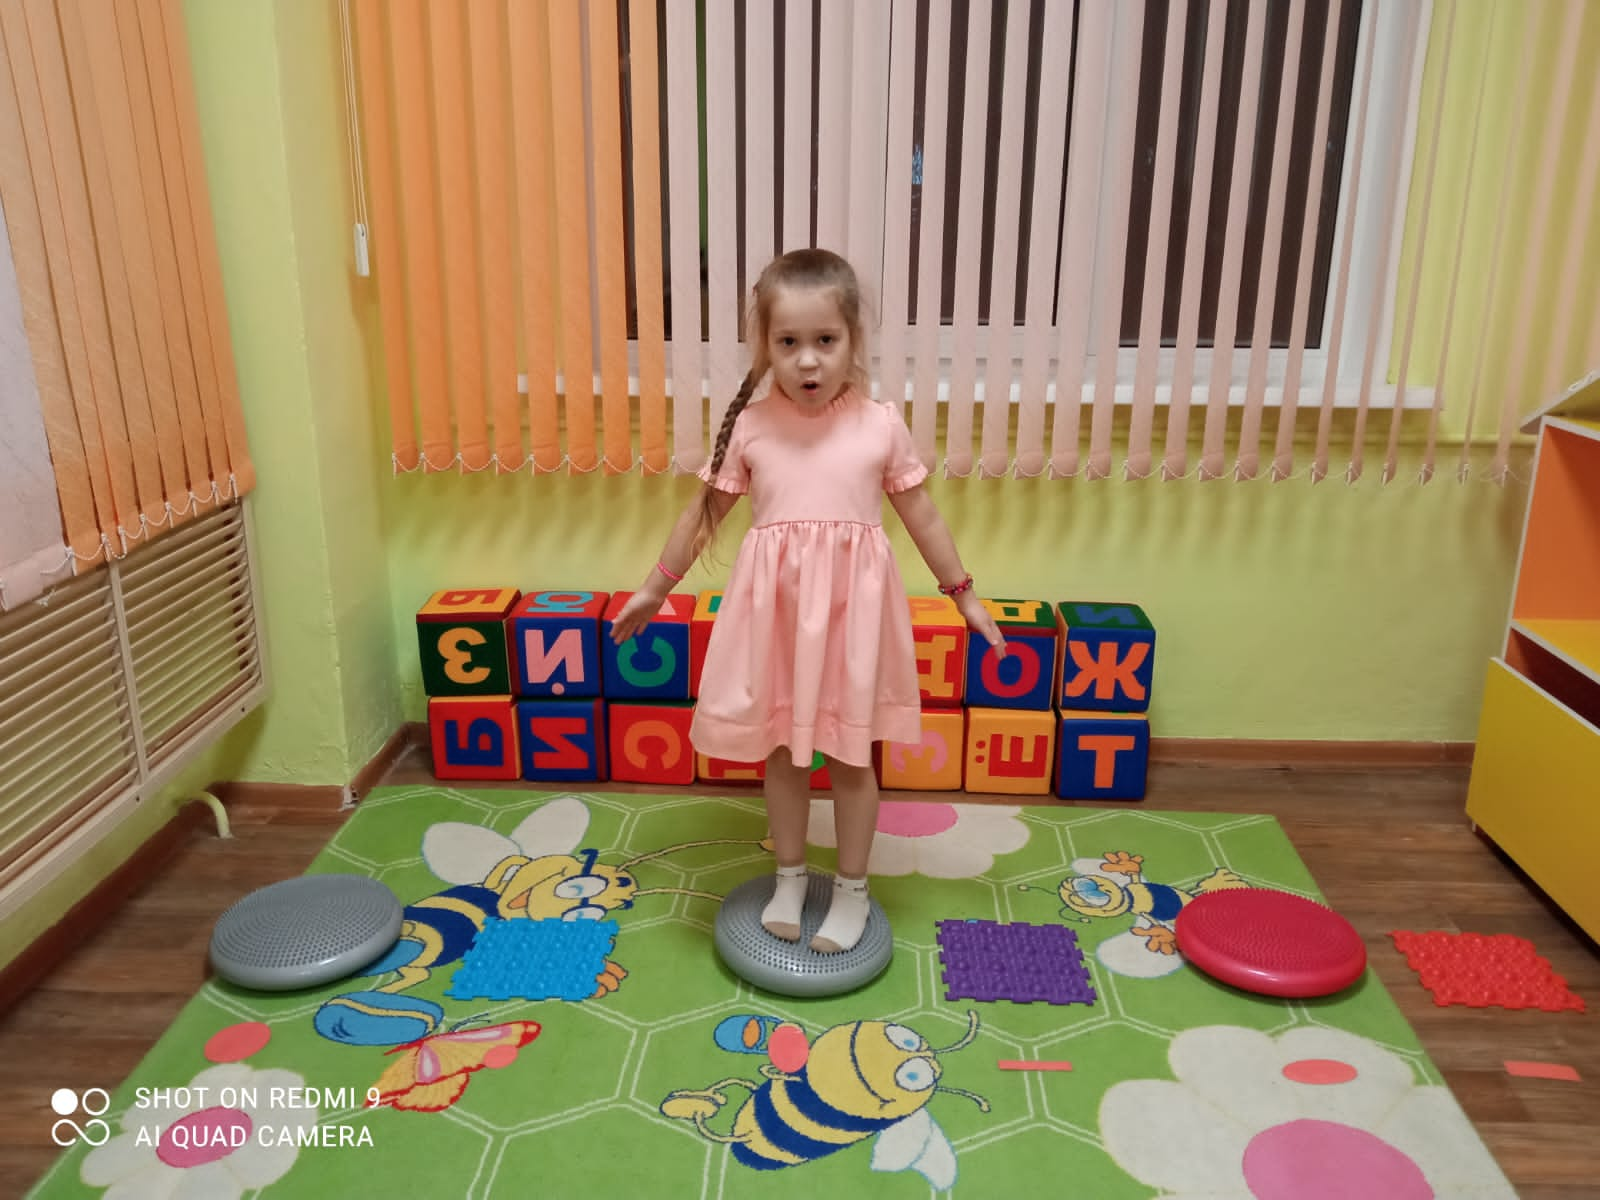 З Й С Д О Ж
Б И С З Ё Т
SHOT ON REDMI 9
AI QUAD CAMERA